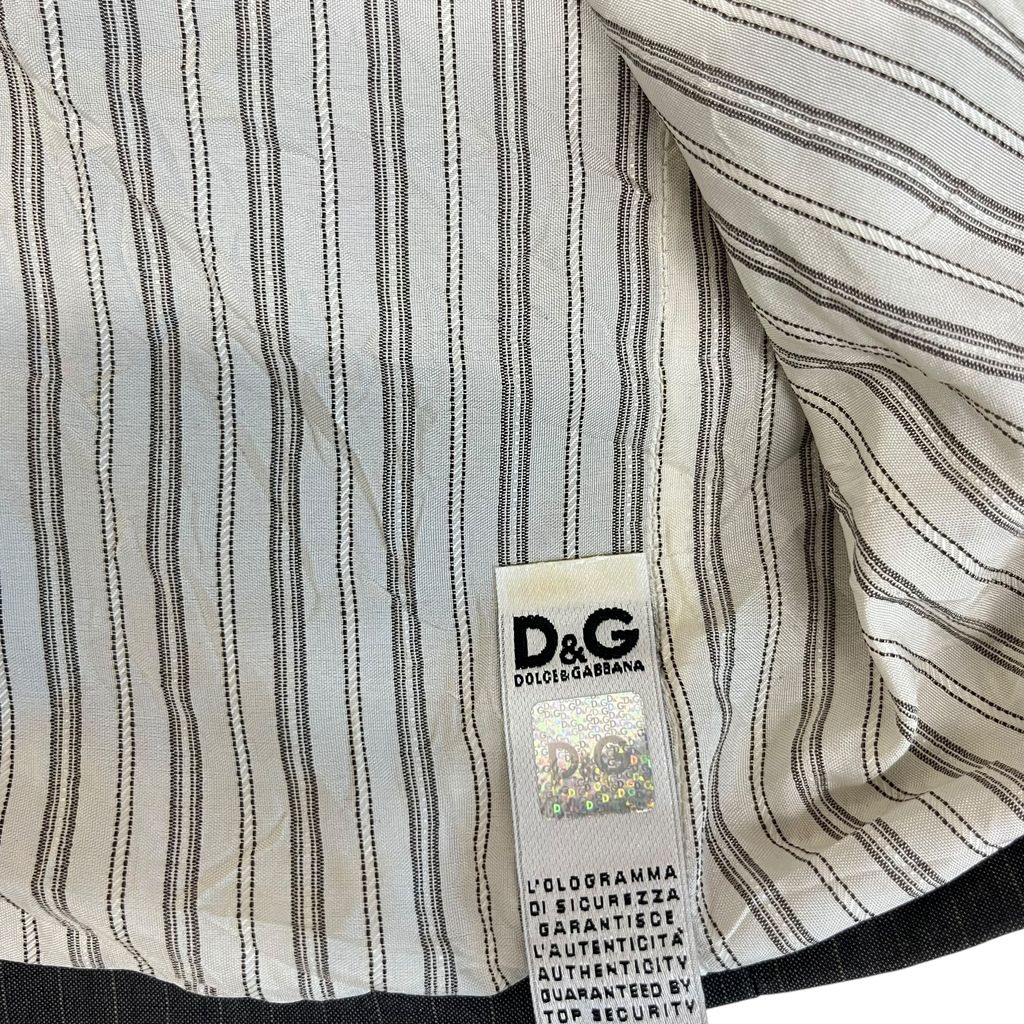 D&G
DOLCE&GABBANA
D G
L'OLOGRAMMA
DI SICUREZZA
GARANTISCE
L'AUTENTICITÀ
AUTHENTICITY
GUARANTEED BY
TOP SECURITY